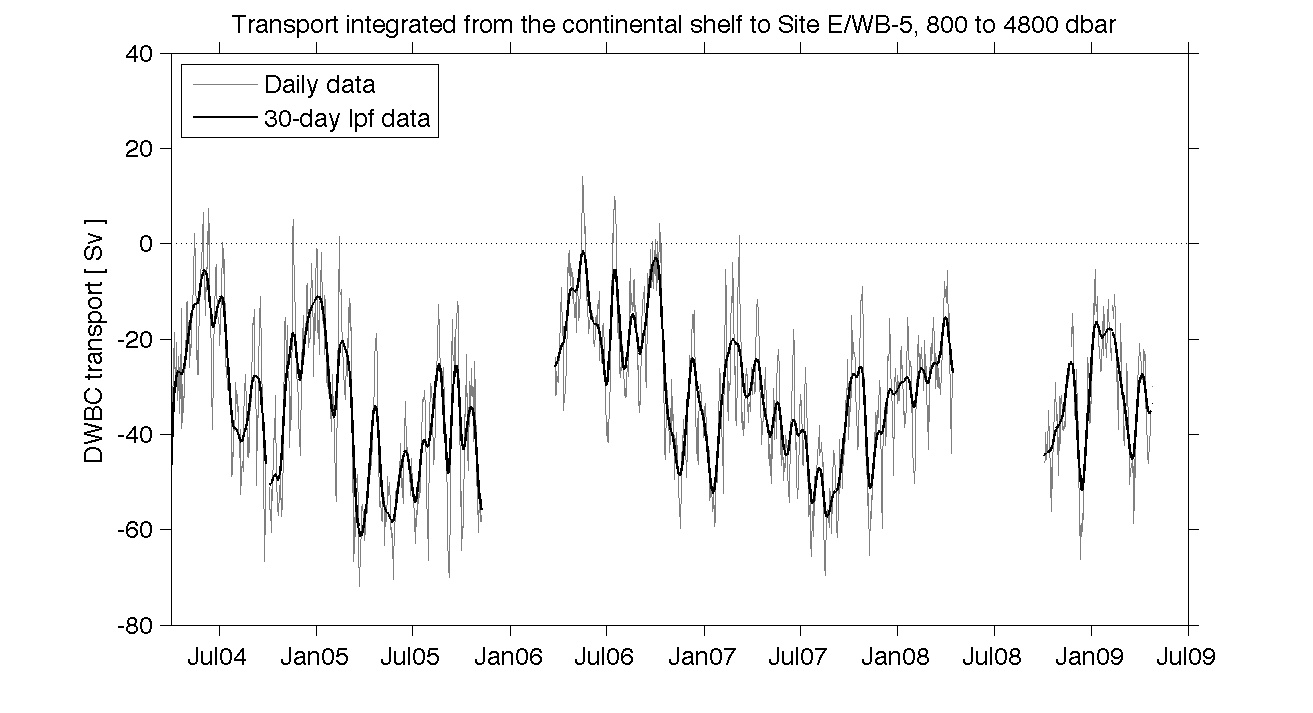 Transport integrated from the continental shelf to Site E/WB-5, 800 to 4800 dbar
Daily data
30-day lpf data
DWBC transport [ Sv ]
40
20
0
-20
-40
-60
-80
Jul04 Jan05 Jul05 Jan06 Jul06 Jan07 Jul07 Jan08 Jul08 Jan09 Jul09